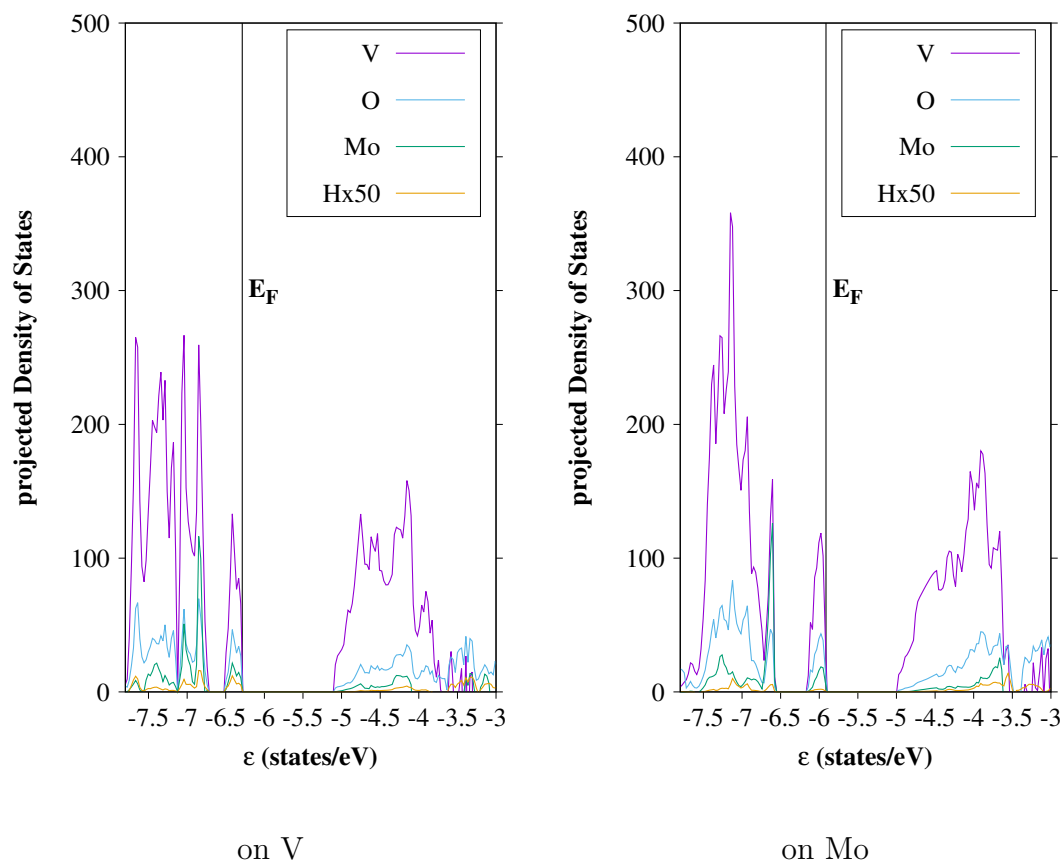 projected Density of States
500
400
300
200
100
0
V
O
Mo
Hx50
E_F
-7.5 -7 -6.5 -6 -5.5 -5 -4.5 -4 -3.5 -3
ε (states/eV)
on V
projected Density of States
500
400
300
200
100
0
V
O
Mo
Hx50
E_F
-7.5 -7 -6.5 -6 -5.5 -5 -4.5 -4 -3.5 -3
ε (states/eV)
on Mo